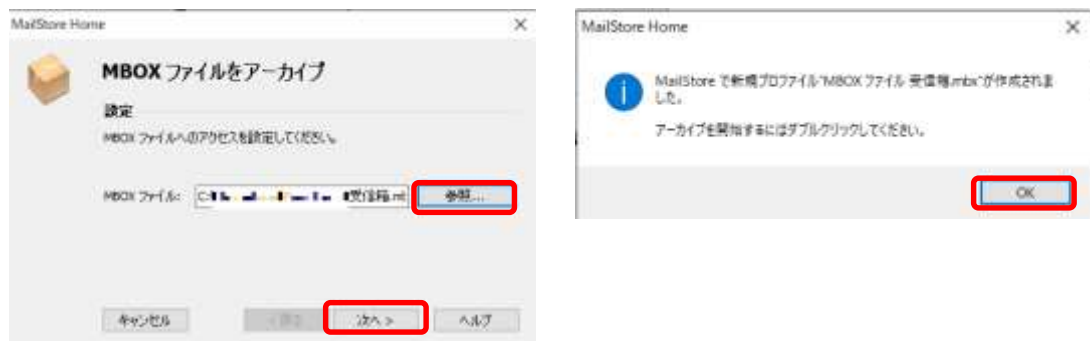 MailStore Home
MBOX ファイルをアーカイブ
設定
MBOX ファイルへのアクセスを設定してください。
MBOX ファイル: 受信箱
参照...
キャンセル
次へ >
ヘルプ
MailStore Home
MailStore で新規プロファイル"MBOX ファイル 受信箱.mbx"が作成されま
した。
アーカイブを開始するにはダブルクリックしてください。
OK